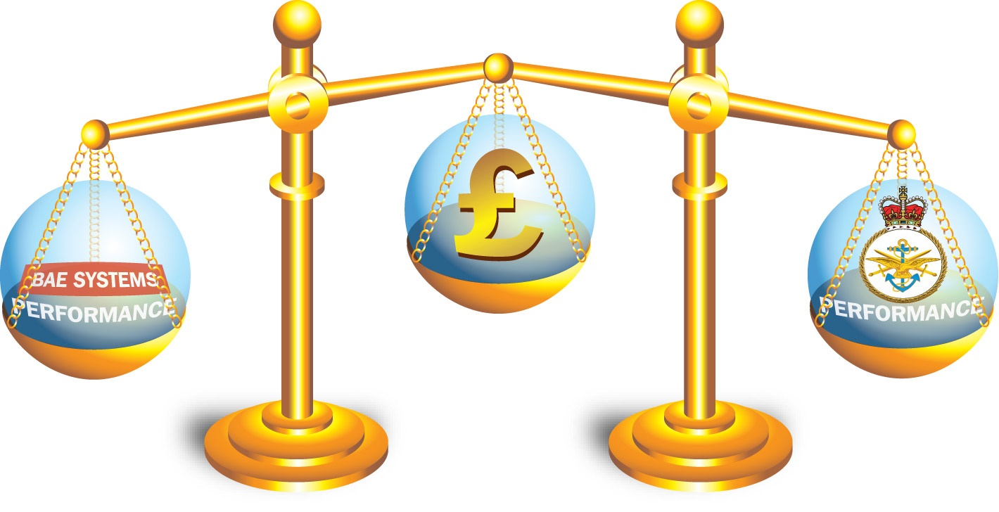 BAE SYSTEMS
PERFORMANCE
£
PERFORMANCE